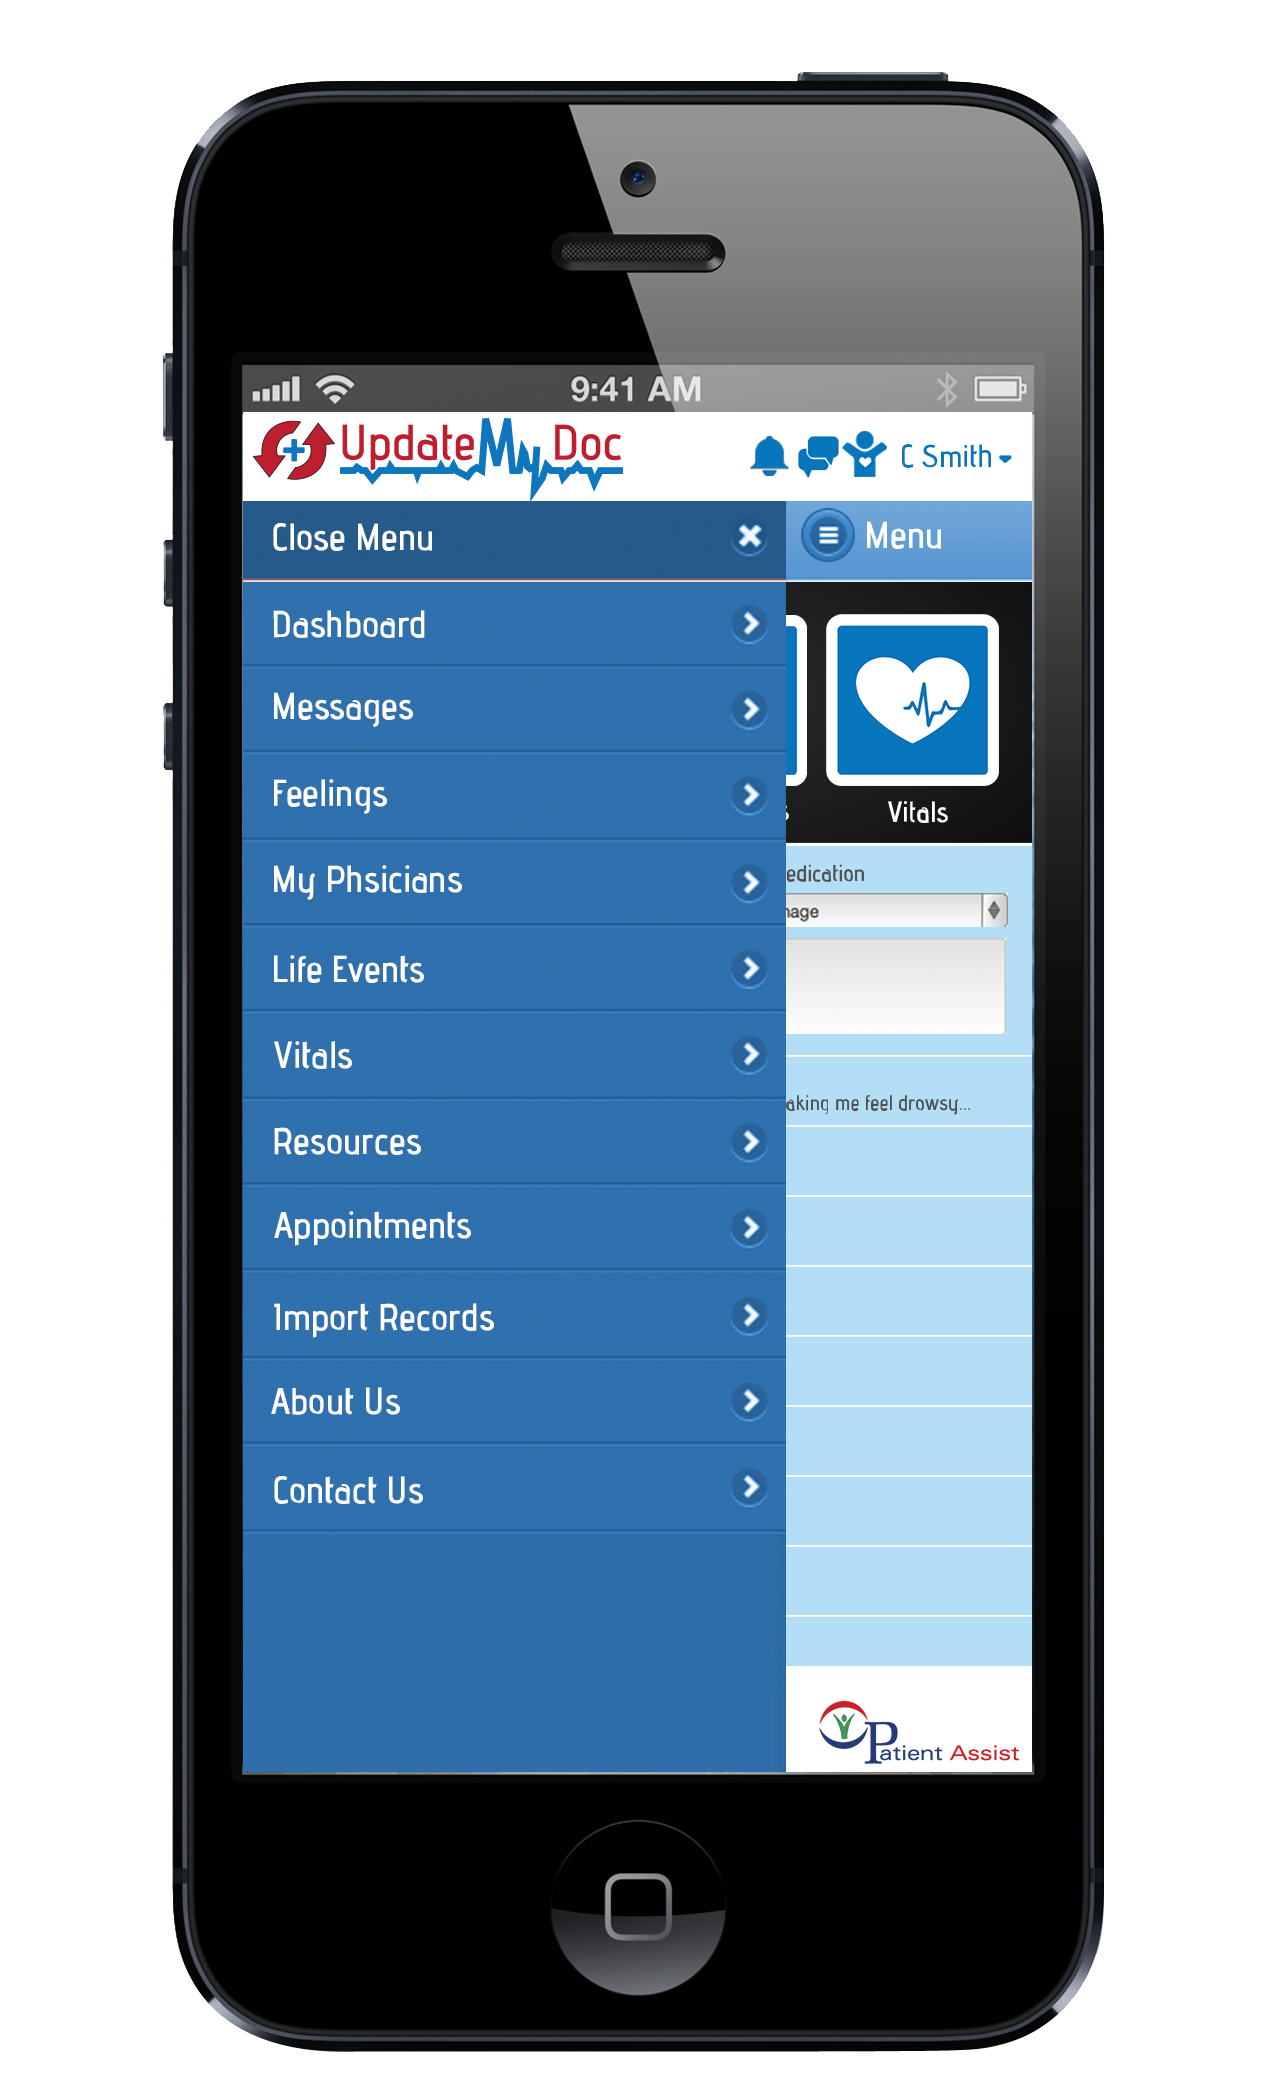 9:41 AM
UpdateMyDoc
C Smith
Close Menu
Menu
Dashboard
Messages
Feelings
Vitals
My Phsicians
edication
nage
Life Events
Vitals
aking me feel drowsy...
Resources
Appointments
Import Records
About Us
Contact Us
Patient Assist